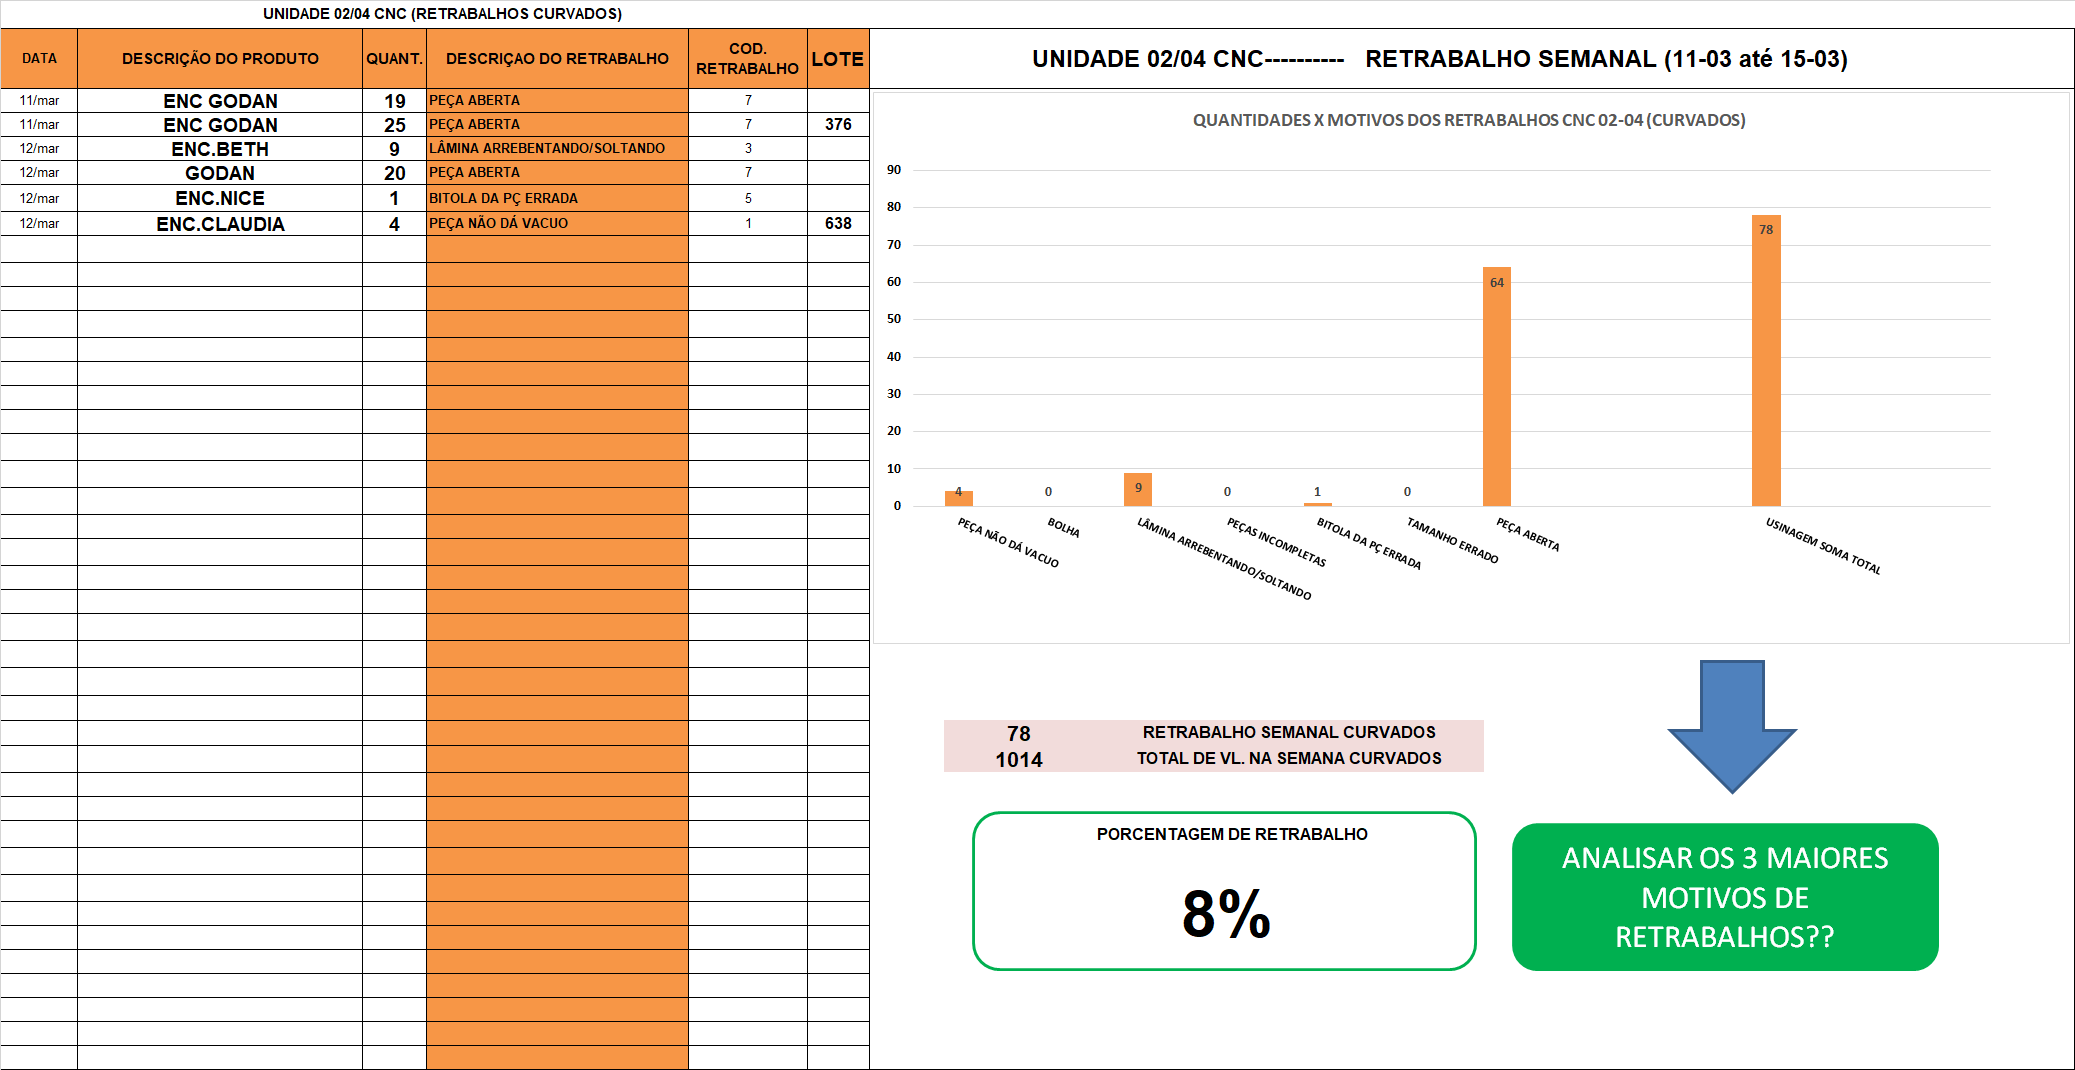 UNIDADE 02/04 CNC (RETRABALHOS CURVADOS)
DATA DESCRIÇÃO DO PRODUTO QUANT. DESCRIÇAO DO RETRABALHO COD. RETRABALHO LOTE
11/mar ENC GODAN 19 PEÇA ABERTA 7
11/mar ENC GODAN 25 PEÇA ABERTA 7 376
12/mar ENC.BETH 9 LÂMINA ARREBENTANDO/SOLTANDO 3
12/mar GODAN 20 PEÇA ABERTA 7
12/mar ENC.NICE 1 BITOLA DA PÇ ERRADA 5
12/mar ENC.CLAUDIA 4 PEÇA NÃO DÁ VACUO 1 638
UNIDADE 02/04 CNC---------- RETRABALHO SEMANAL (11-03 até 15-03)
QUANTIDADES X MOTIVOS DOS RETRABALHOS CNC 02-04 (CURVADOS)
90
80
70
60
50
40
30
20
10
0
4 0 9 0 1 0 64 78
PEÇA NÃO DÁ VACUO
BOLHA
LÂMINA ARREBENTANDO/SOLTANDO
PEÇAS INCOMPLETAS
BITOLA DA PÇ ERRADA
TAMANHO ERRADO
PEÇA ABERTA
USINAGEM SOMA TOTAL
78 RETRABALHO SEMANAL CURVADOS
1014 TOTAL DE VL. NA SEMANA CURVADOS
PORCENTAGEM DE RETRABALHO
8%
ANALISAR OS 3 MAIORES
MOTIVOS DE
RETRABALHOS??